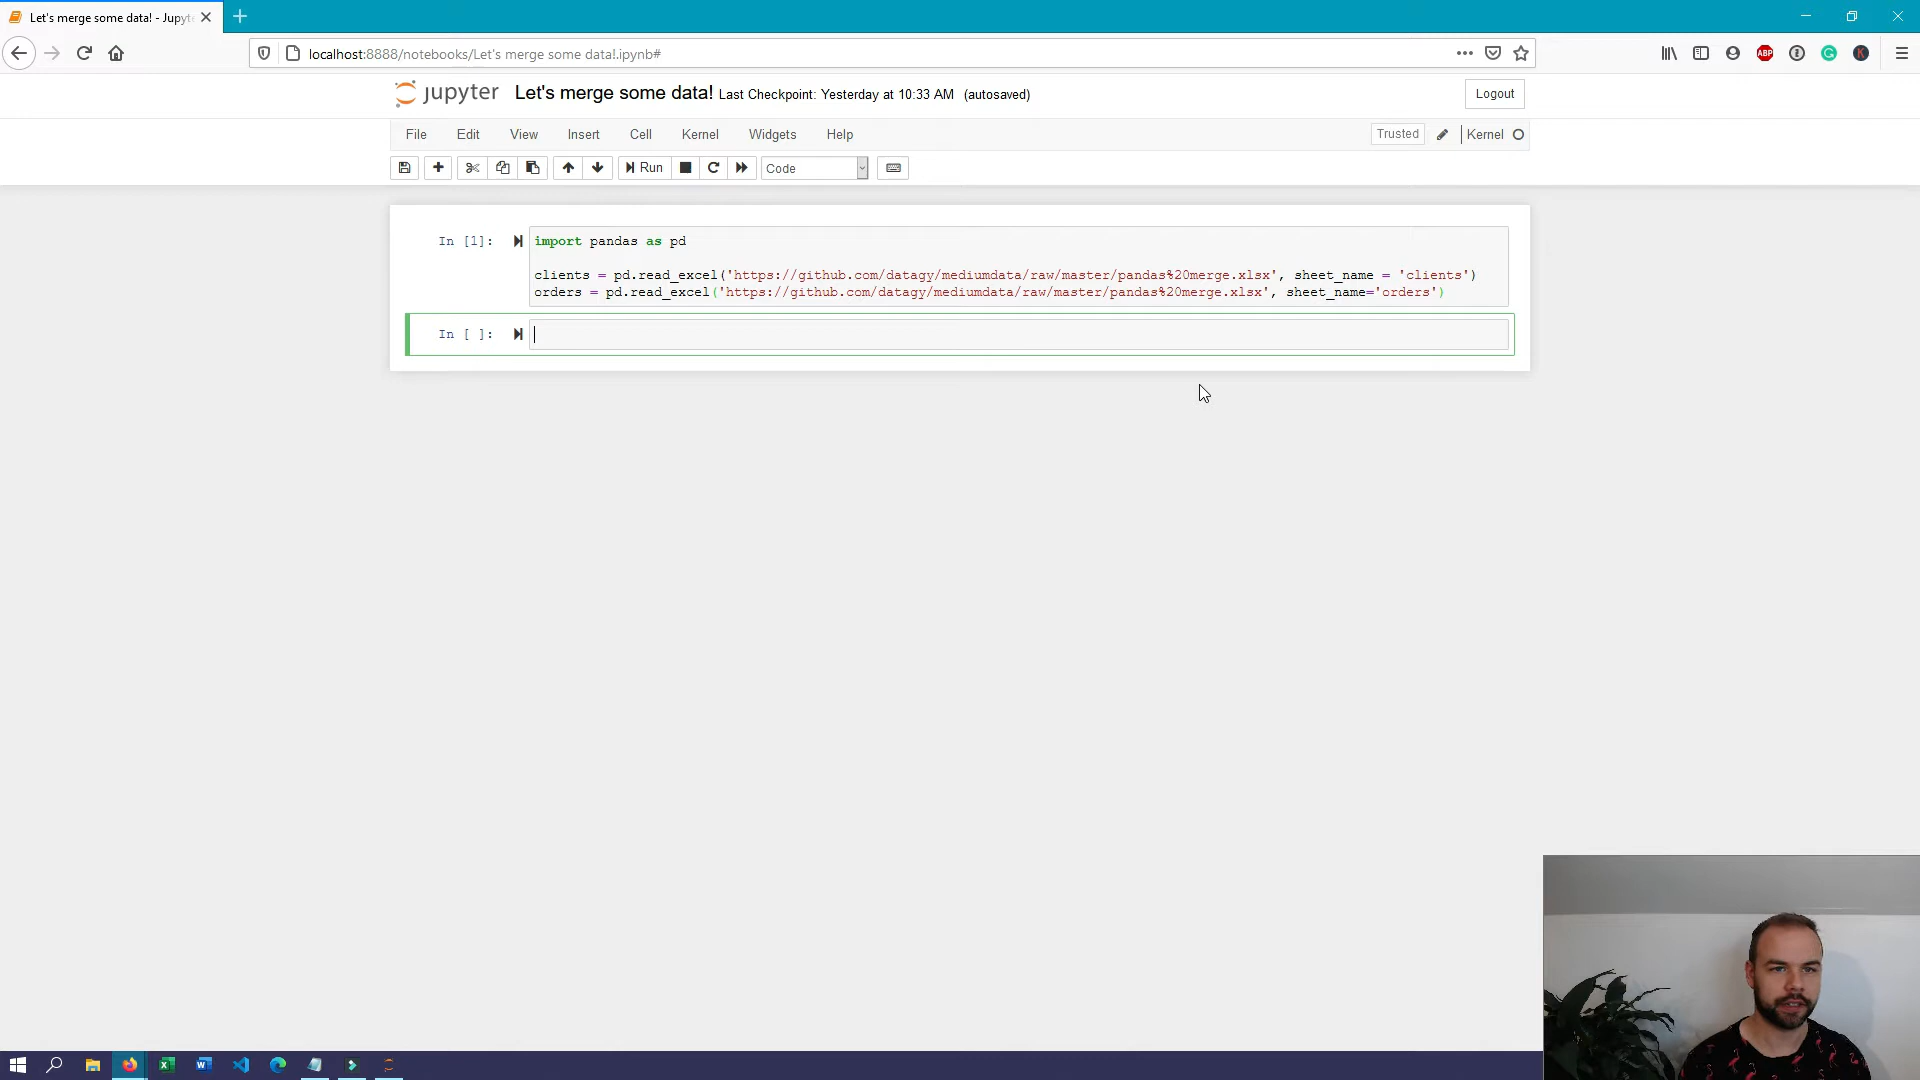 Let's merge some data! - Jupyte
localhost:8888/notebooks/Let's merge some data!.ipynb#
ABP
K
jupyter Let's merge some data! Last Checkpoint: Yesterday at 10:33 AM (autosaved)
Logout
File Edit View Insert Cell Kernel Widgets Help
Trusted
Kernel
Run
Code
In [1]:
import pandas as pd
clients = pd.read_excel('https://github.com/datagy/mediumdata/raw/master/pandas%20merge.xlsx', sheet_name = 'clients')
orders = pd.read_excel('https://github.com/datagy/mediumdata/raw/master/pandas%20merge.xlsx', sheet_name='orders')
In [ ]: